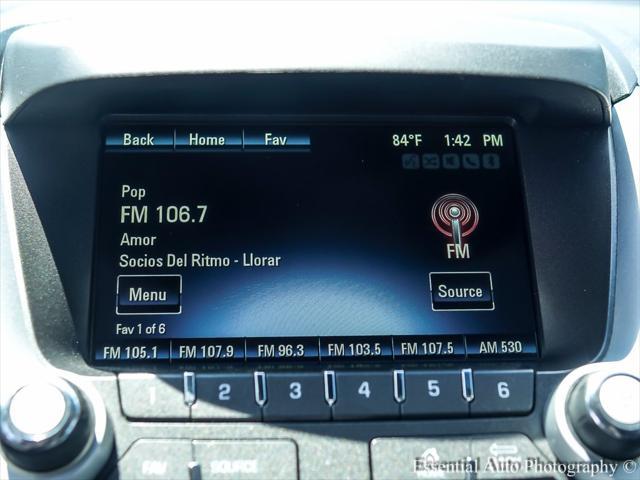 Back Home Fav 84°F 1:42 PM
Pop
FM 106.7
Amor
FM
Socios Del Ritmo - Llorar
Menu Source
Fav 1 of 6
FM 105.1 FM 107.9 FM 96.3 FM 103.5 FM 107.5 AM 530
1 2 3 4 5 6
FAV SOURCE
Essential Auto Photography ©